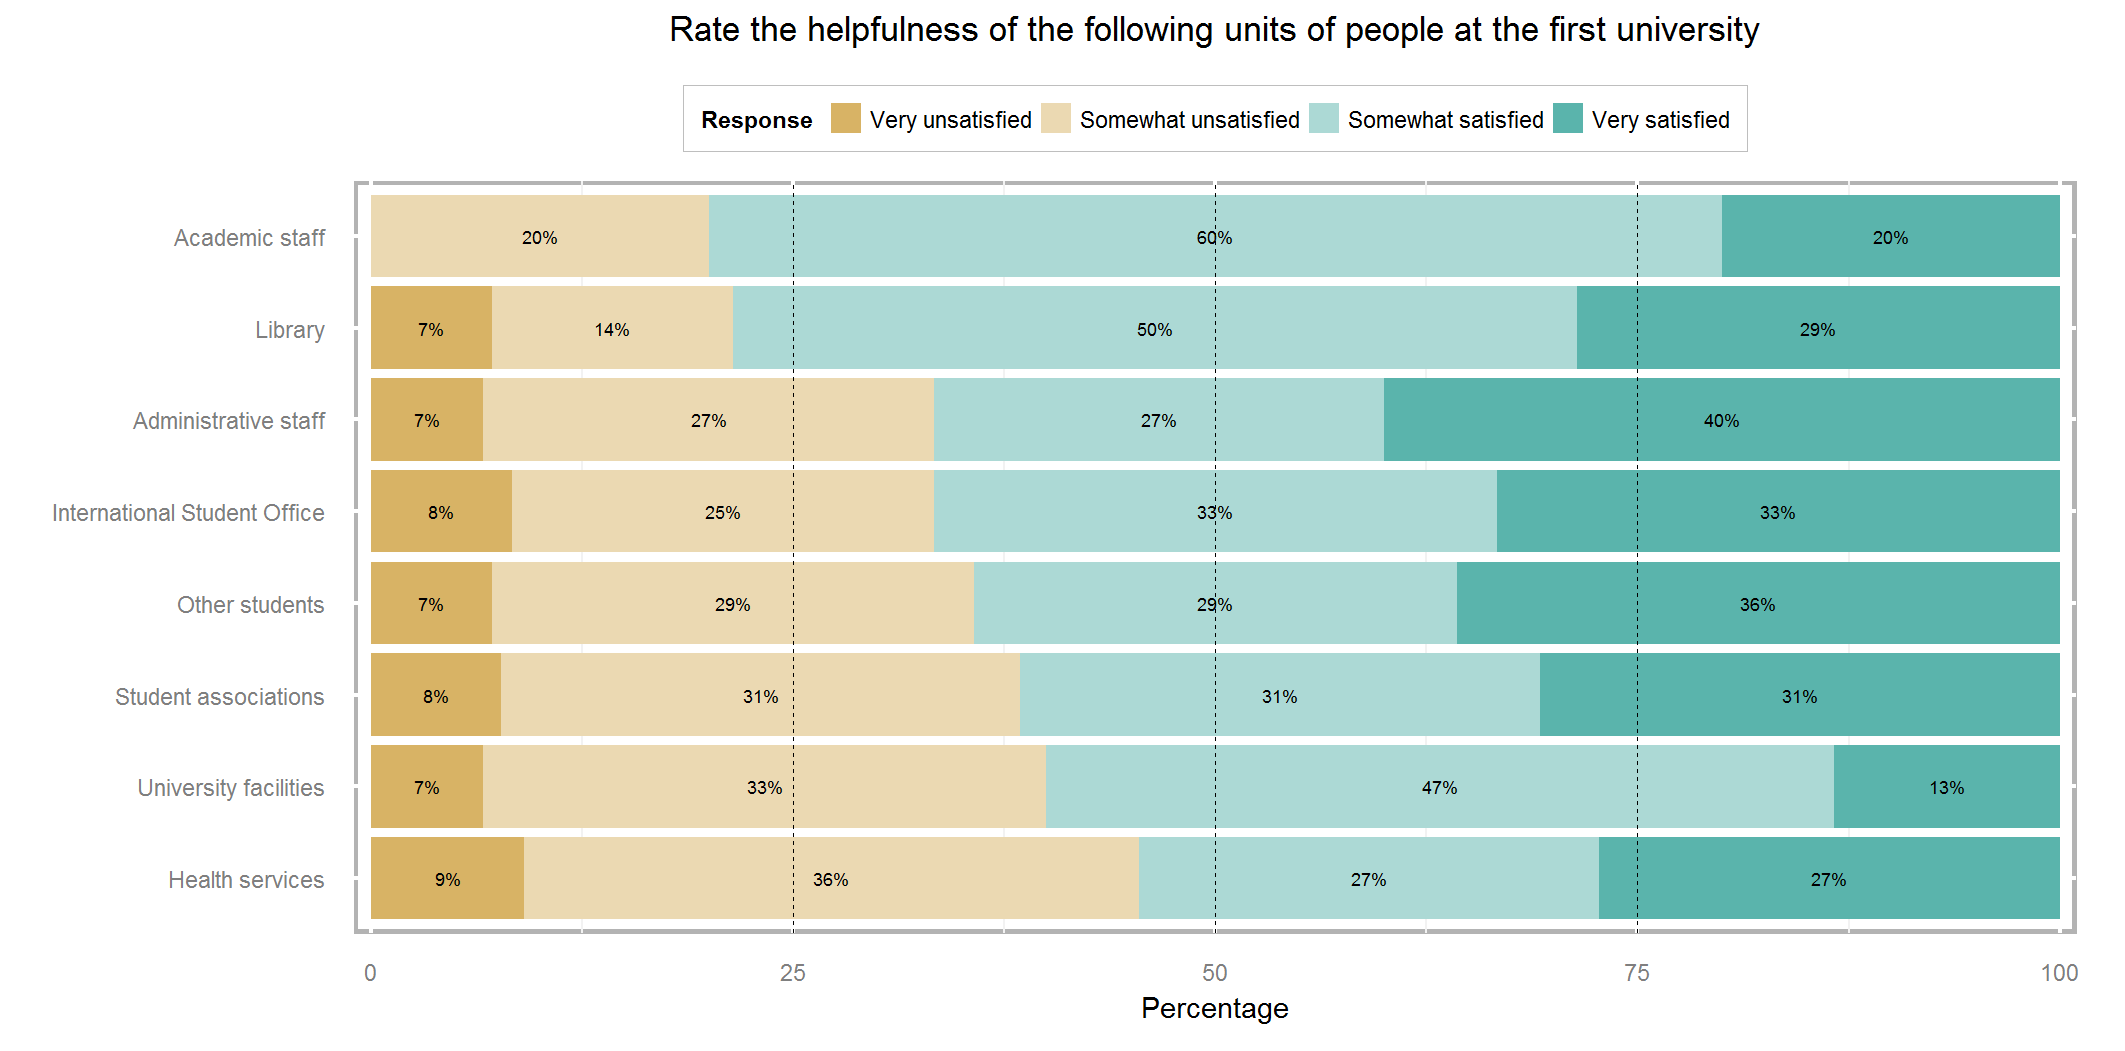 Rate the helpfulness of the following units of people at the first university
Response Very unsatisfied Somewhat unsatisfied Somewhat satisfied Very satisfied
Academic staff 20% 60% 20%
Library 7% 14% 50% 29%
Administrative staff 7% 27% 27% 40%
International Student Office 8% 25% 33% 33%
Other students 7% 29% 29% 36%
Student associations 8% 31% 31% 31%
University facilities 7% 33% 47% 13%
Health services 9% 36% 27% 27%
0 25 50 75 100
Percentage